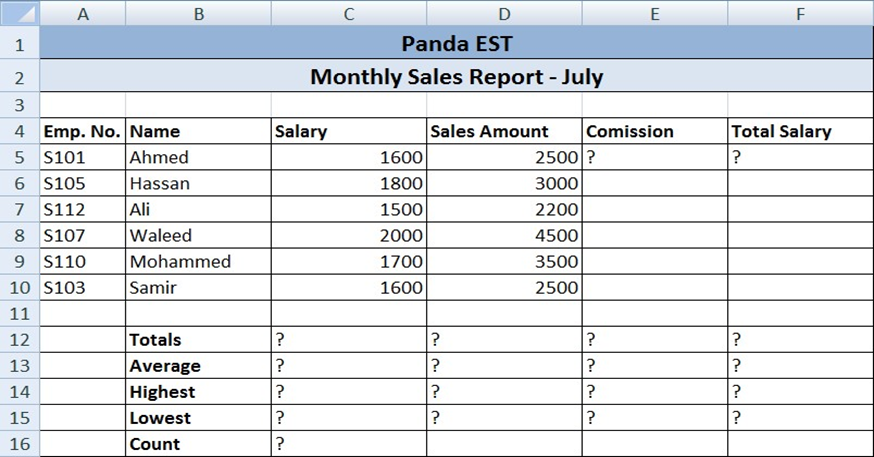 A B C D E F
1 Panda EST
2 Monthly Sales Report - July
3
4 Emp. No. Name Salary Sales Amount Comission Total Salary
5 S101 Ahmed 1600 2500 ? ?
6 S105 Hassan 1800 3000
7 S112 Ali 1500 2200
8 S107 Waleed 2000 4500
9 S110 Mohammed 1700 3500
10 S103 Samir 1600 2500
11
12 Totals ? ? ? ?
13 Average ? ? ? ?
14 Highest ? ? ? ?
15 Lowest ? ? ? ?
16 Count ?